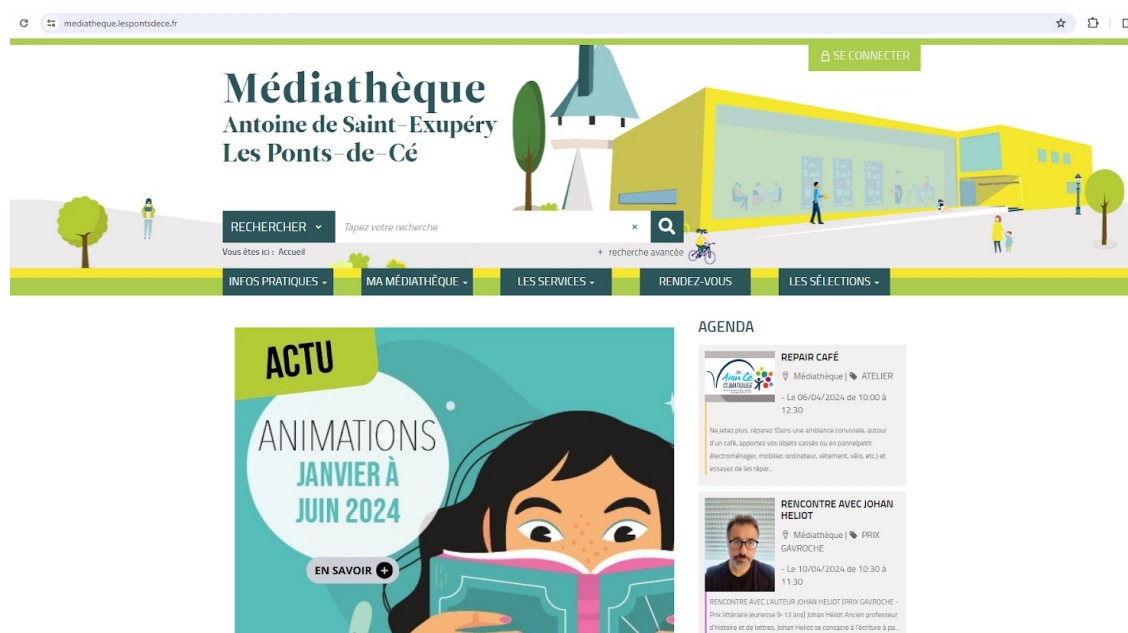 mediatheque.lespontsdece.fr
SE CONNECTER
Médiathèque
Antoine de Saint-Exupéry
Les Ponts-de-Cé
RECHERCHER
Tapez votre recherche
×
Vous êtes ici : Accueil
+ recherche avancée
INFOS PRATIQUES
MA MÉDIATHÈQUE
LES SERVICES
RENDEZ-VOUS
LES SÉLECTIONS
ACTU
ANIMATIONS
JANVIER À
JUIN 2024
EN SAVOIR +
AGENDA
REPAIR CAFÉ
Médiathèque | ATELIER
- Le 06/04/2024 de 10:00 à
12:30
Ne jetez plus, réparez !Dans une ambiance conviviale, autour
d'un café, apportez vos objets cassés ou en panne(petit
électroménager, mobilier, ordinateur, vêtement, vélo, etc.) et
essayez de les répar...
RENCONTRE AVEC JOHAN
HELIOT
Médiathèque | PRIX
GAVROCHE
- Le 10/04/2024 de 10:30 à
11:30
RENCONTRE AVEC L'AUTEUR JOHAN HELIOT [PRIX GAVROCHE -
Prix littéraire jeunesse 9-13 ans] Johan Héliot Ancien professeur
d'histoire et de lettres, Johan Heliot se consacre à l'écriture à pa...